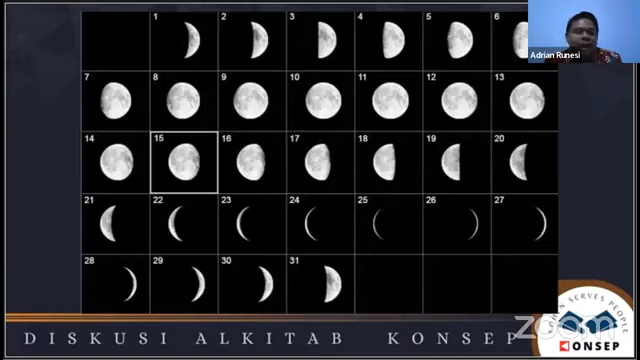 1 2 3 4 5 6
Adrian Runesi
7 8 9 10 11 12 13
14 15 16 17 18 19 20
21 22 23 24 25 26 27
28 29 30 31
SERVES PEOPLE
zoom
KONSEP
DISKUSI ALKITAB KONSEP